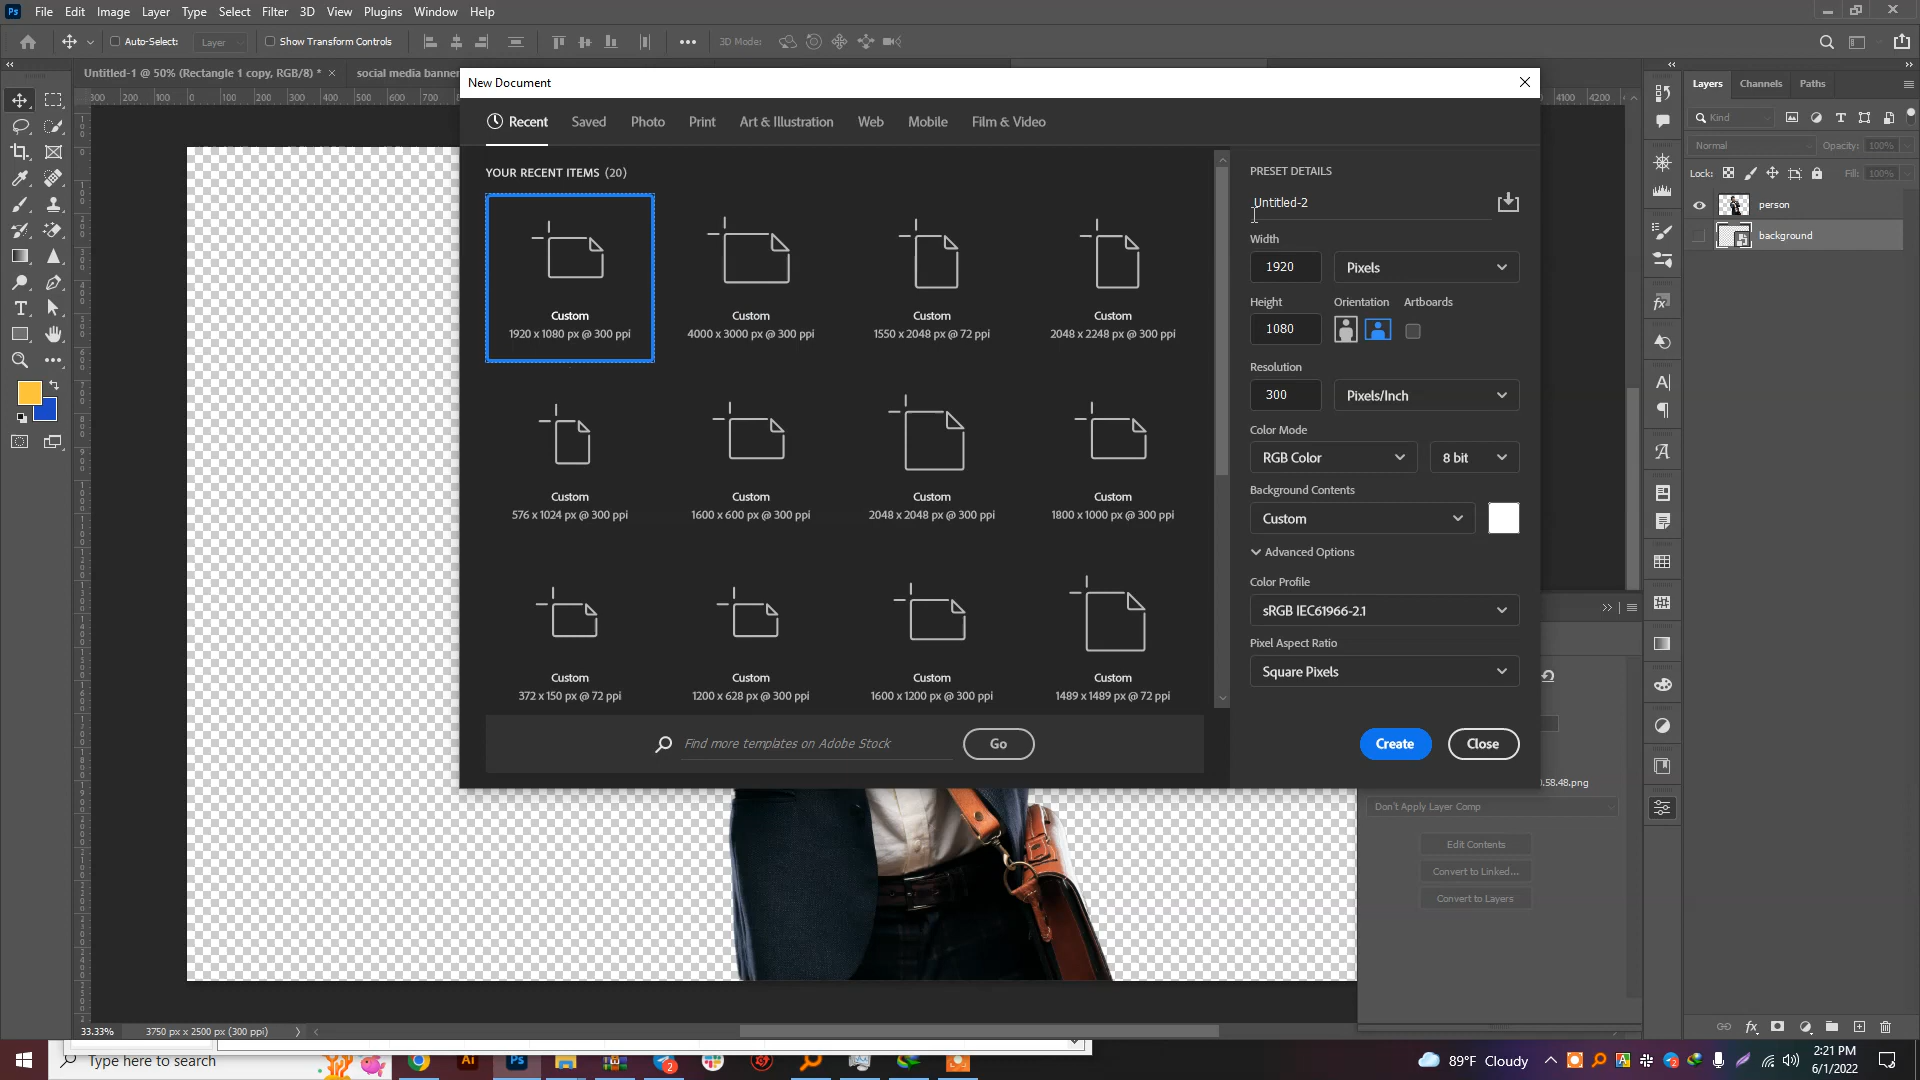 Ps File Edit Image Layer Type Select Filter 3D View Plugins Window Help
Auto-Select: Layer Show Transform Controls 3D Mode:
Untitled-1 @ 50% (Rectangle 1 copy, RGB/8) * social media banner
New Document
Recent Saved Photo Print Art & Illustration Web Mobile Film & Video
YOUR RECENT ITEMS (20)
Custom
1920 x 1080 px @ 300 ppi
Custom
4000 x 3000 px @ 300 ppi
Custom
1550 x 2048 px @ 72 ppi
Custom
2048 x 2248 px @ 300 ppi
Custom
576 x 1024 px @ 300 ppi
Custom
1600 x 600 px @ 300 ppi
Custom
2048 x 2048 px @ 300 ppi
Custom
1800 x 1000 px @ 300 ppi
Custom
372 x 150 px @ 72 ppi
Custom
1200 x 628 px @ 300 ppi
Custom
1600 x 1200 px @ 300 ppi
Custom
1489 x 1489 px @ 72 ppi
Find more templates on Adobe Stock Go
PRESET DETAILS
Untitled-2
Width
1920 Pixels
Height Orientation Artboards
1080
Resolution
300 Pixels/Inch
Color Mode
RGB Color 8 bit
Background Contents
Custom
Advanced Options
Color Profile
sRGB IEC61966-2.1
Pixel Aspect Ratio
Square Pixels
Create Close
Layers Channels Paths
Kind
Normal Opacity: 100%
Lock: Fill: 100%
person
background
.58.48.png
Don't Apply Layer Comp
Edit Contents
Convert to Linked...
Convert to Layers
33.33% 3750 px x 2500 px (300 ppi)
Type here to search
Ai Ps 2
89°F Cloudy
2:21 PM
6/1/2022